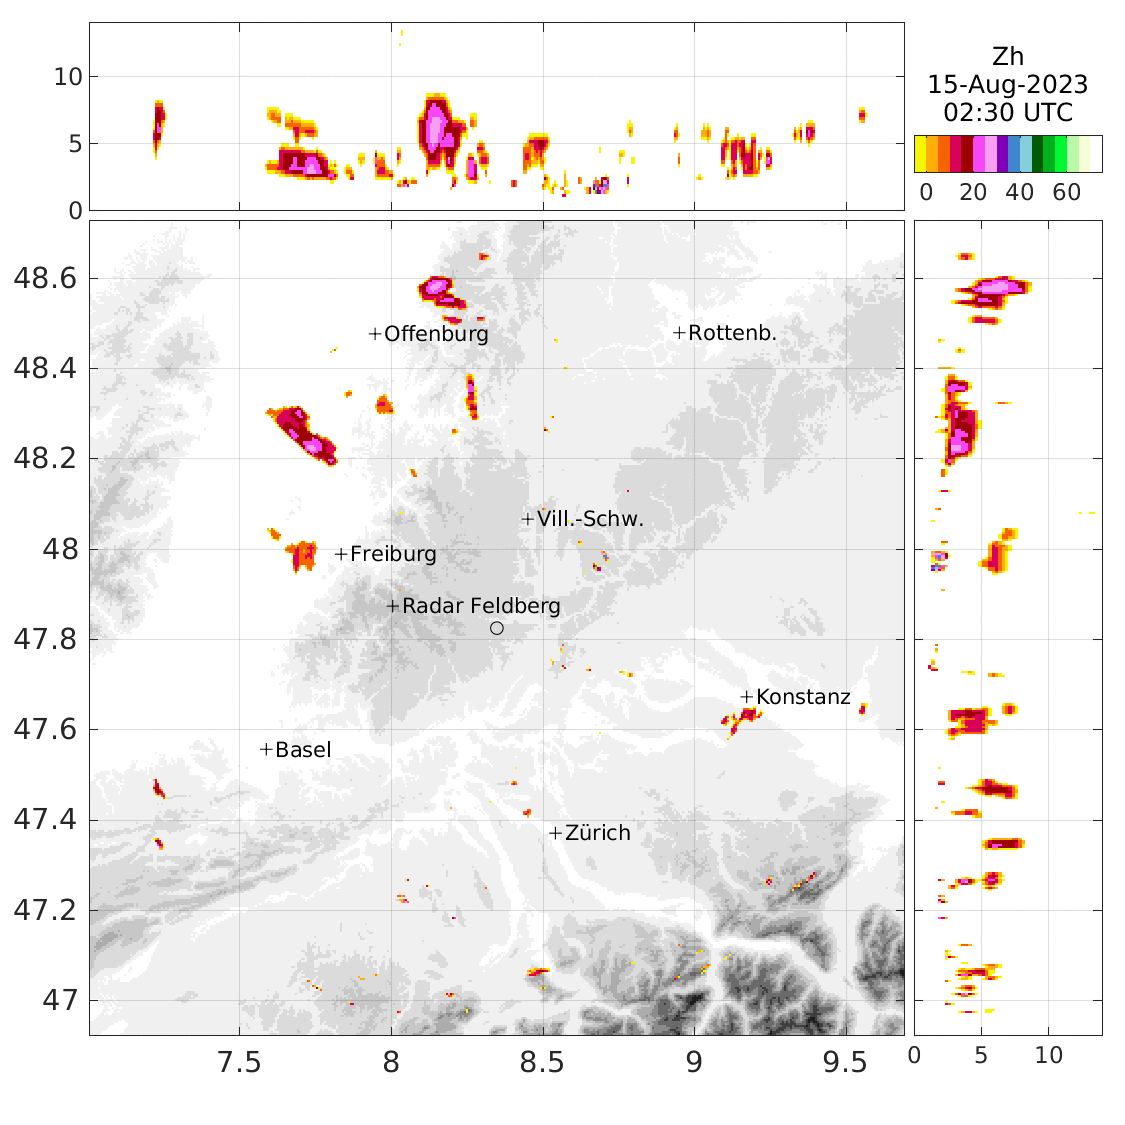 10
5
0
Zh
15-Aug-2023
02:30 UTC
0 20 40 60
48.6
48.4
48.2
48
47.8
47.6
47.4
47.2
47
Offenburg
Rottenb.
Vill.-Schw.
Freiburg
Radar Feldberg
Konstanz
Basel
Zürich
7.5 8 8.5 9 9.5
0 5 10